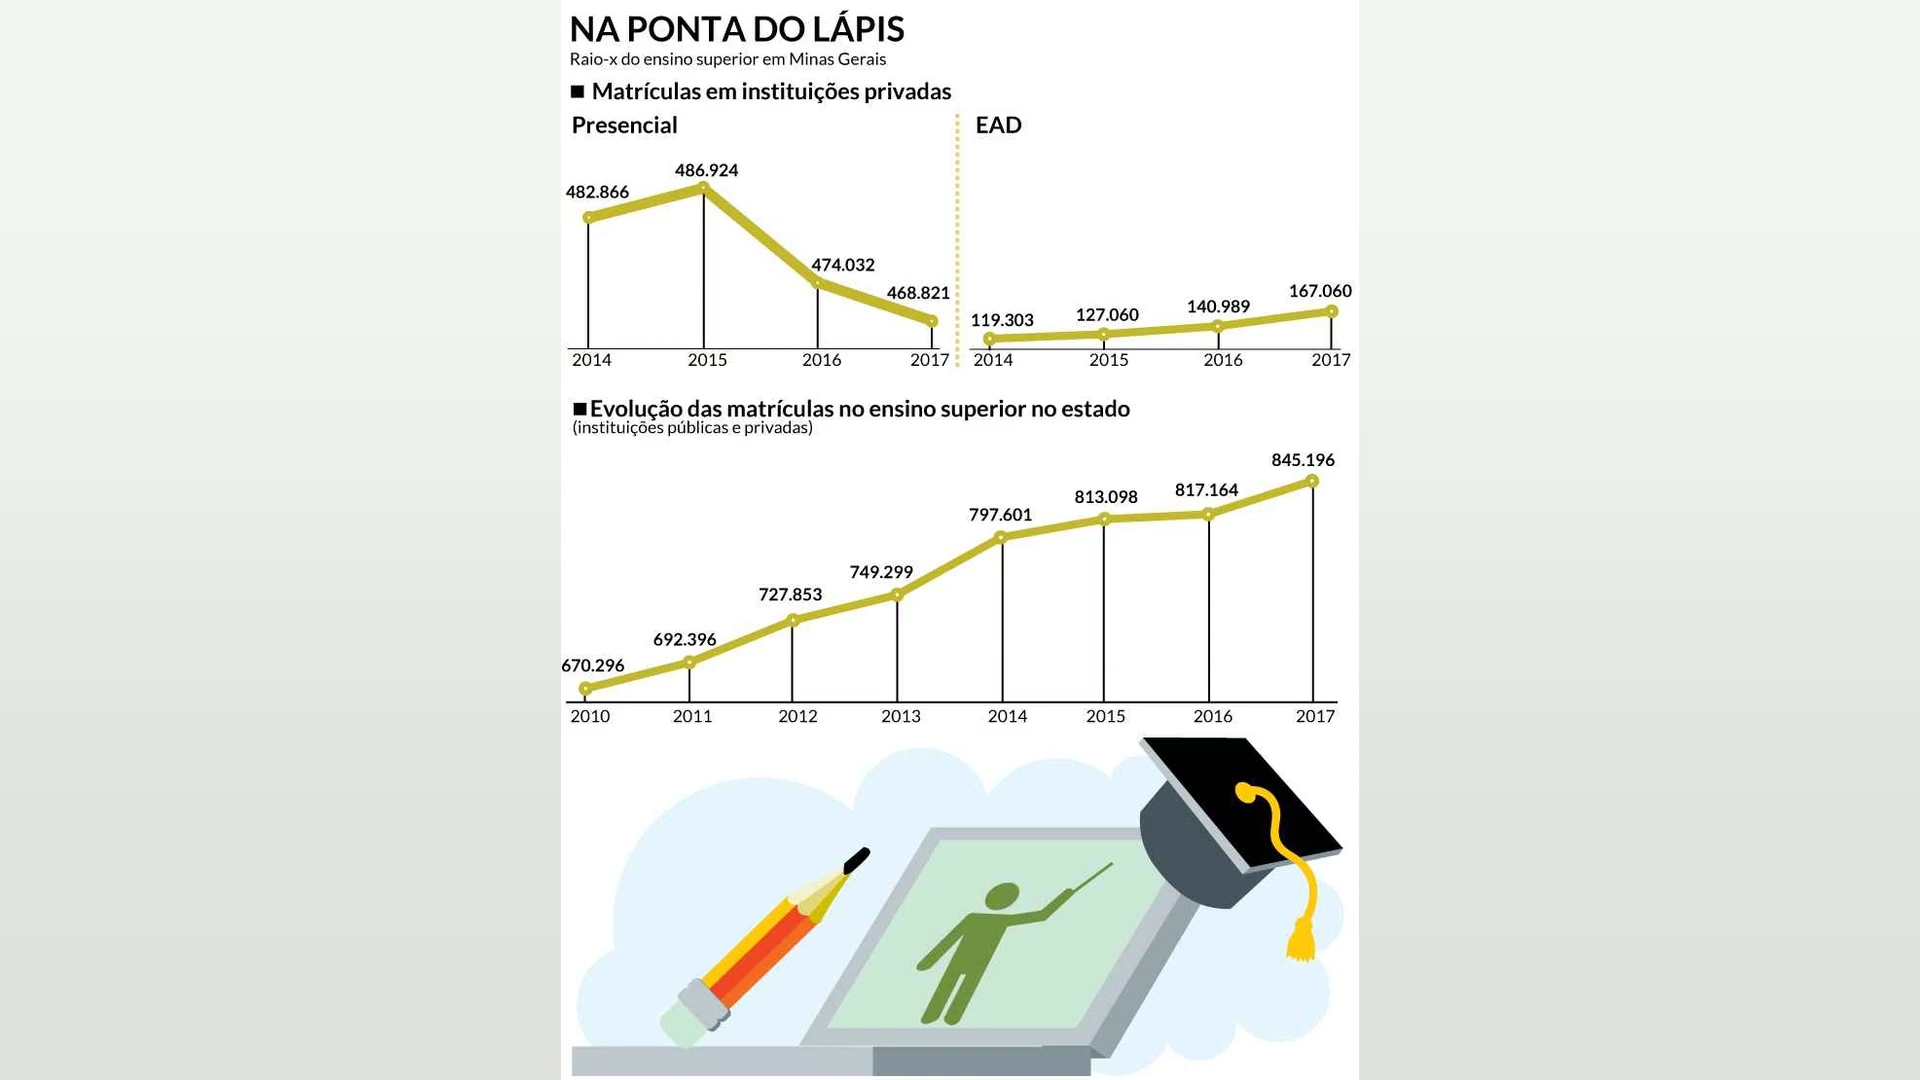 NA PONTA DO LÁPIS
Raio-x do ensino superior em Minas Gerais
■ Matrículas em instituições privadas
Presencial
482.866
486.924
474.032
468.821
2014 2015 2016 2017
EAD
119.303
127.060
140.989
167.060
2014 2015 2016 2017
■ Evolução das matrículas no ensino superior no estado
(instituições públicas e privadas)
670.296
692.396
727.853
749.299
797.601
813.098
817.164
845.196
2010 2011 2012 2013 2014 2015 2016 2017